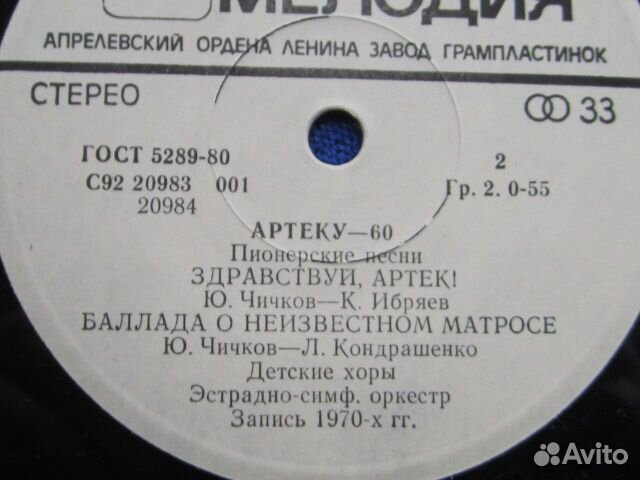 МЕЛОДИЯ
АПРЕЛЕВСКИЙ ОРДЕНА ЛЕНИНА ЗАВОД ГРАМПЛАСТИНОК
СТЕРЕО 33
ГОСТ 5289-80 2
С92 20983 001 Гр. 2. 0-55
20984
АРТЕКУ—60
Пионерские песни
ЗДРАВСТВУЙ, АРТЕК!
Ю. Чичков—К. Ибряев
БАЛЛАДА О НЕИЗВЕСТНОМ МАТРОСЕ
Ю. Чичков—Л. Кондрашенко
Детские хоры
Эстрадно-симф. оркестр
Запись 1970-х гг.
Avito